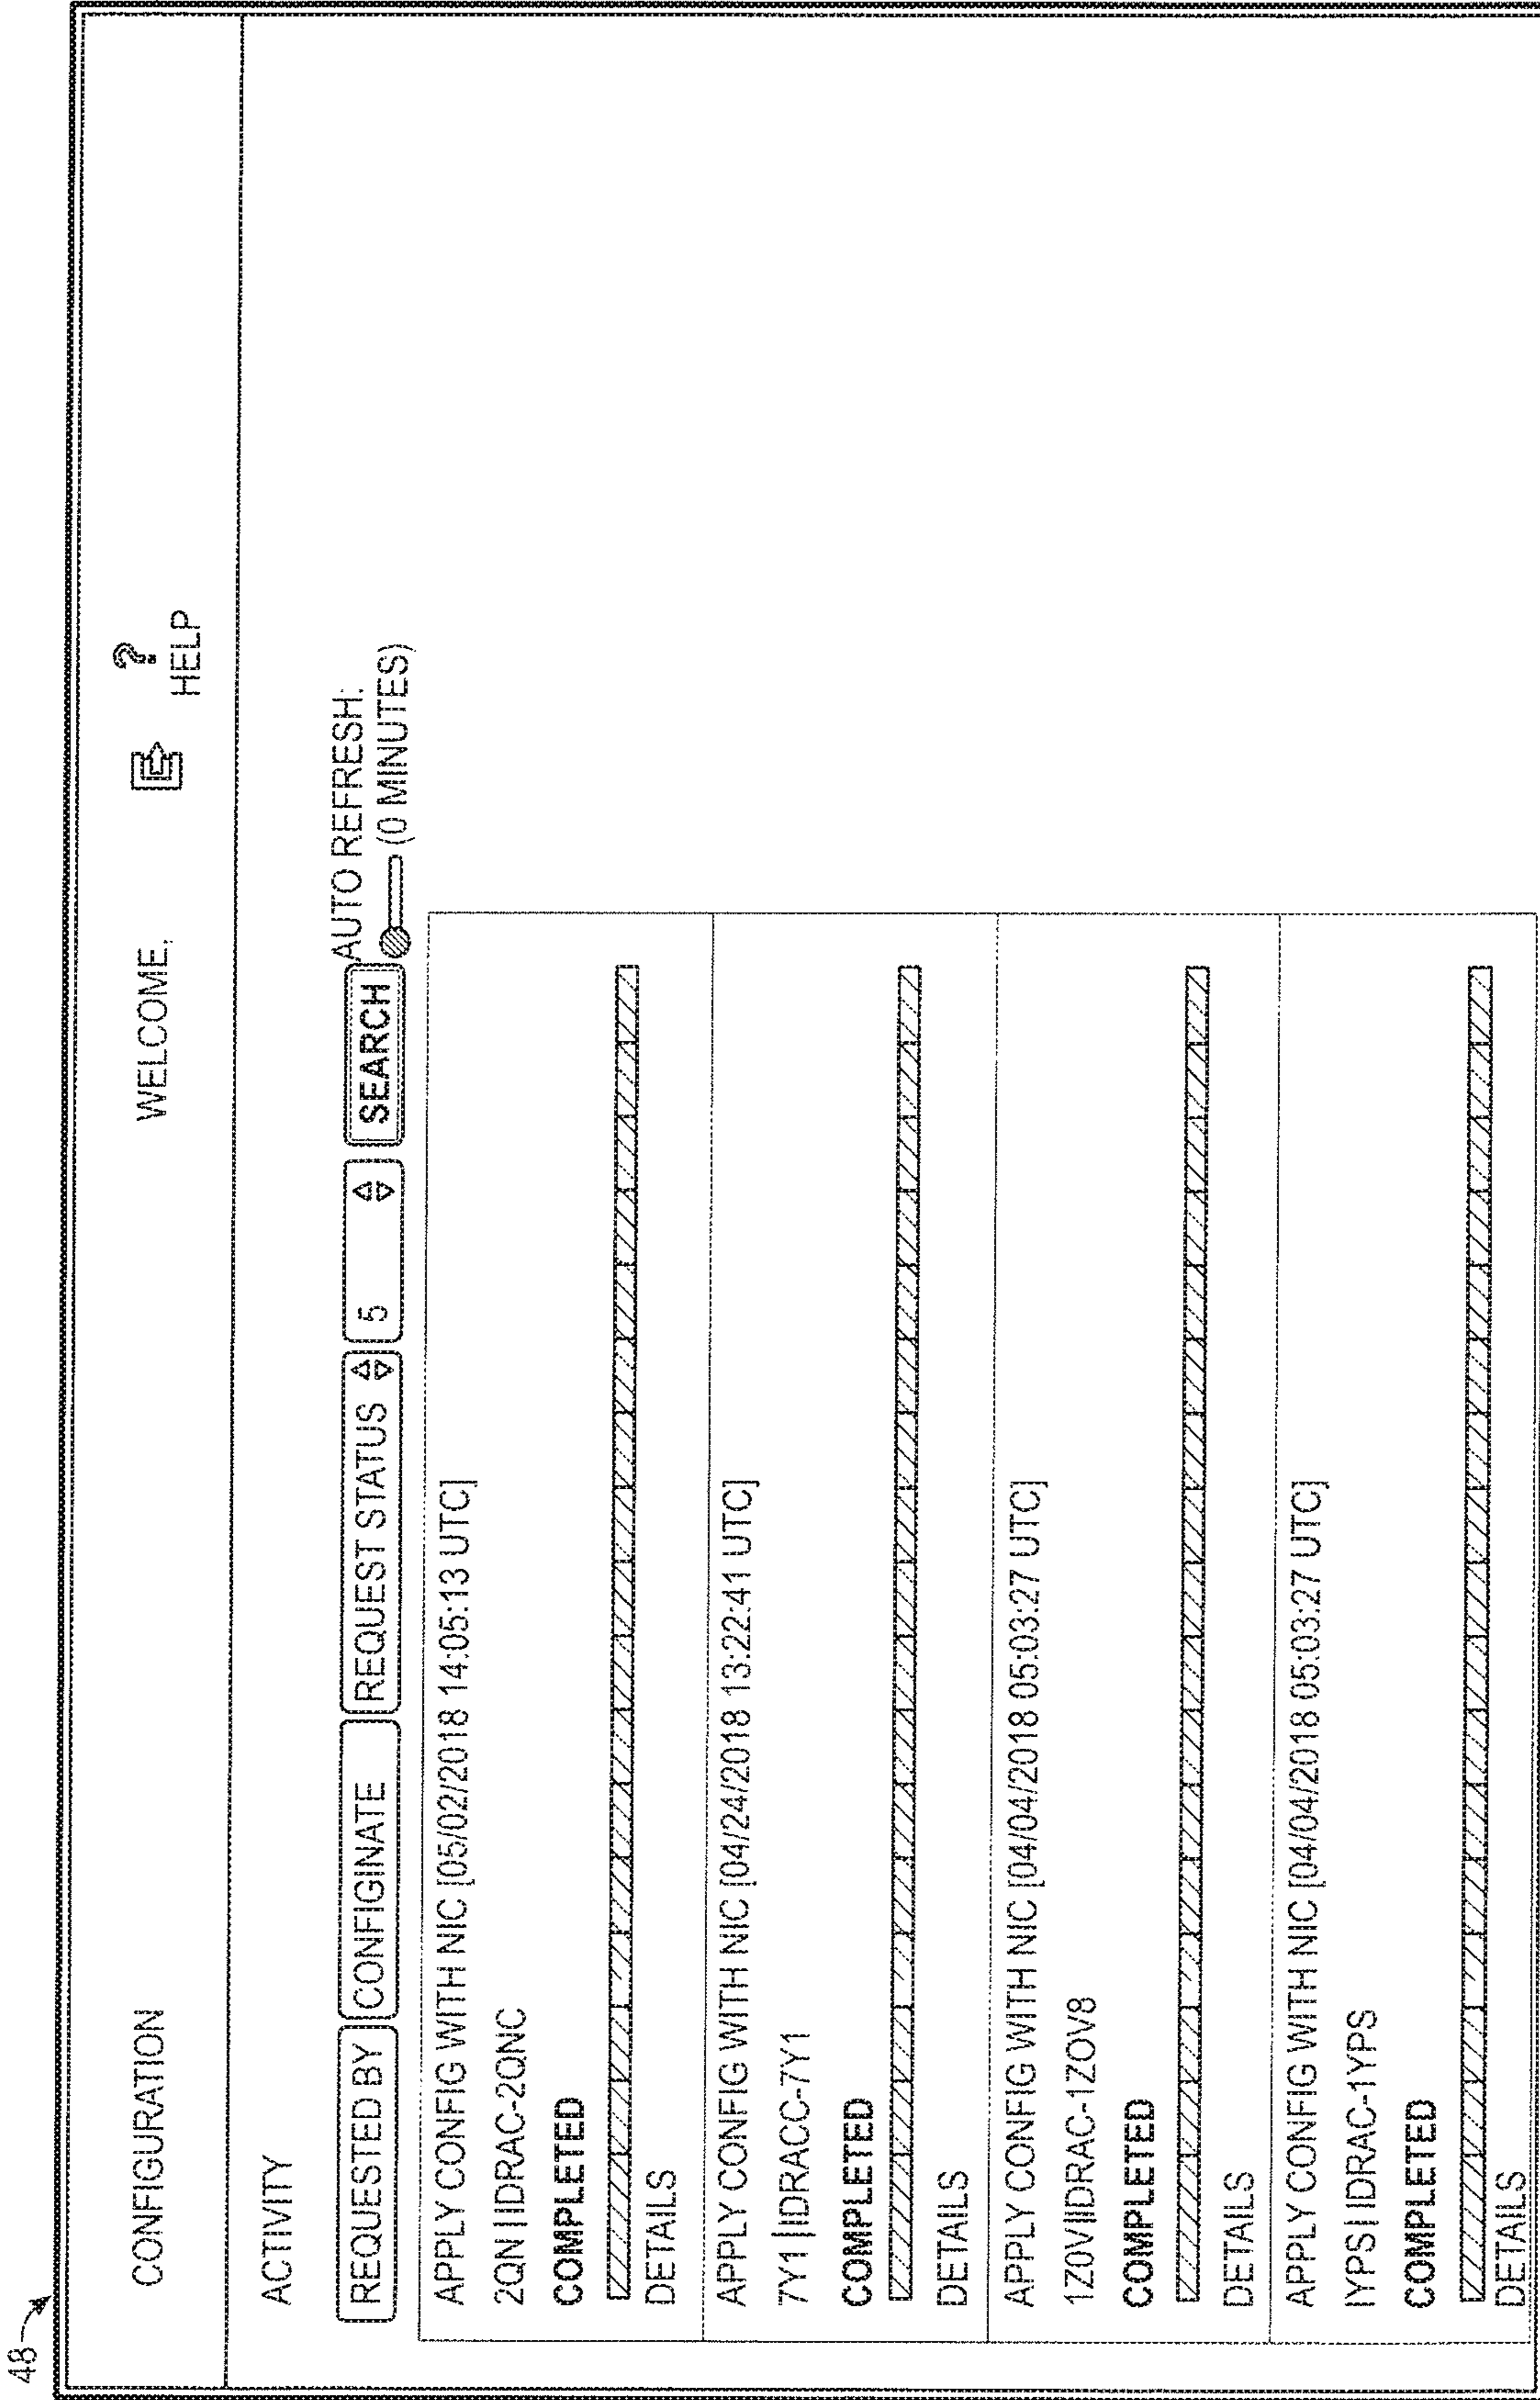 48
CONFIGURATION
WELCOME,
?
HELP
ACTIVITY
REQUESTED BY CONFIGINATE REQUEST STATUS 5 SEARCH
AUTO REFRESH:
(0 MINUTES)
APPLY CONFIG WITH NIC [05/02/2018 14:05:13 UTC]
2QN |IDRAC-2QNC
COMPLETED
DETAILS
APPLY CONFIG WITH NIC [04/24/2018 13:22:41 UTC]
7Y1 |IDRACC-7Y1
COMPLETED
DETAILS
APPLY CONFIG WITH NIC [04/04/2018 05:03:27 UTC]
1Z0V|IDRAC-1ZOV8
COMPLETED
DETAILS
APPLY CONFIG WITH NIC [04/04/2018 05:03:27 UTC]
IYPS| IDRAC-1YPS
COMPLETED
DETAILS